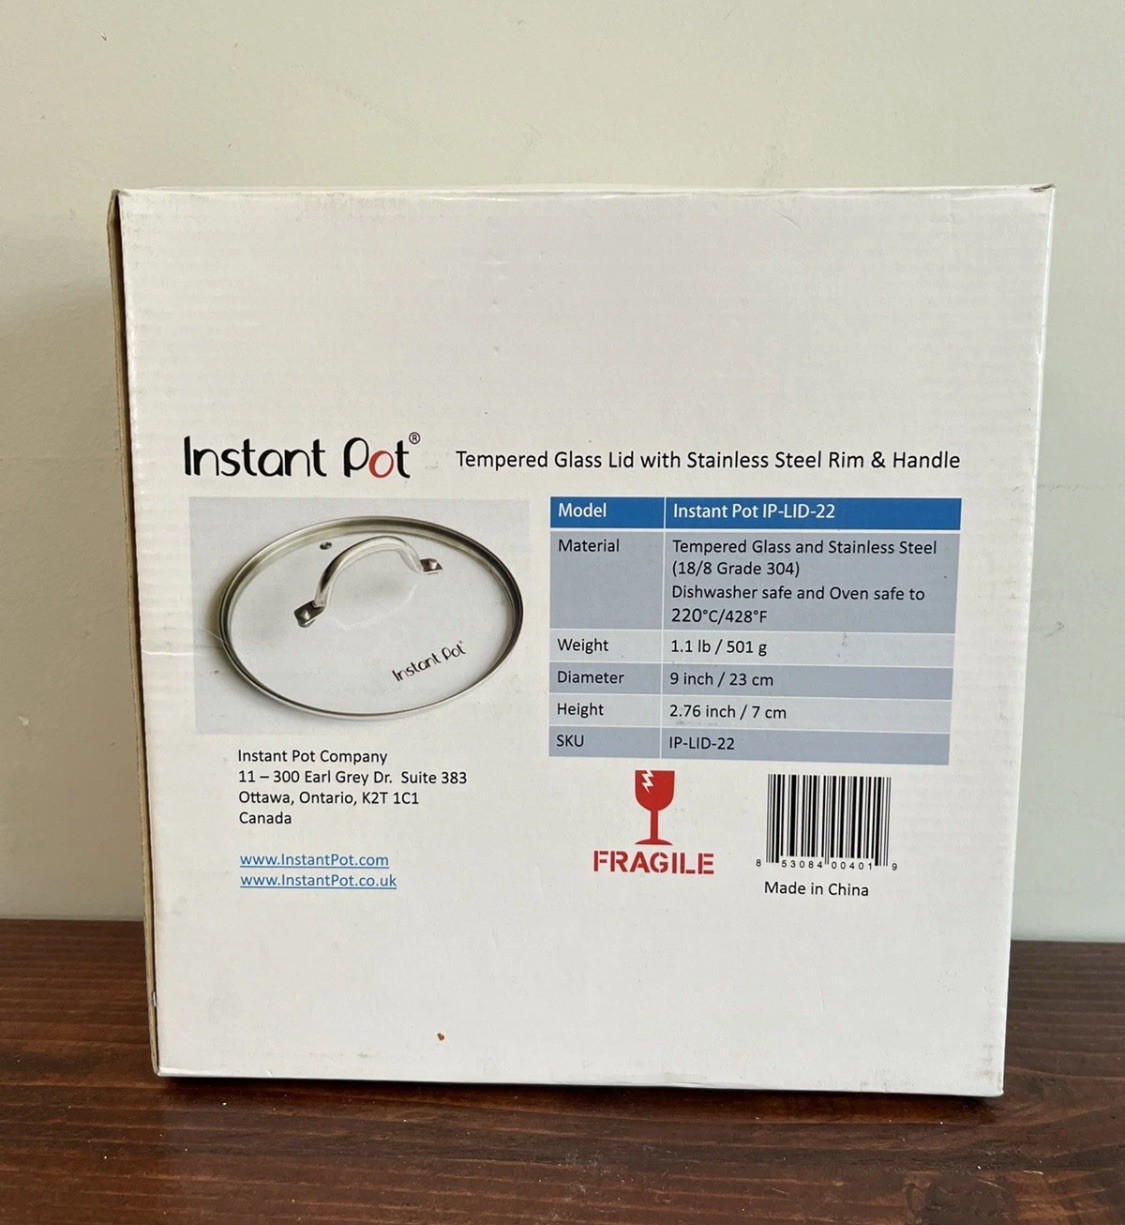 Instant Pot®
Tempered Glass Lid with Stainless Steel Rim & Handle
Instant Pot®
Model Instant Pot IP-LID-22
Material Tempered Glass and Stainless Steel
(18/8 Grade 304)
Dishwasher safe and Oven safe to
220°C/428°F
Weight 1.1 lb / 501 g
Diameter 9 inch / 23 cm
Height 2.76 inch / 7 cm
SKU IP-LID-22
Instant Pot Company
11 – 300 Earl Grey Dr. Suite 383
Ottawa, Ontario, K2T 1C1
Canada
www.InstantPot.com
www.InstantPot.co.uk
FRAGILE
8 53084 00401 9
Made in China